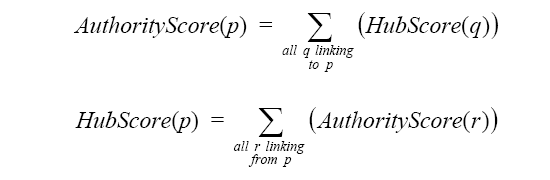 AuthorityScore(p) = ∑ (HubScore(q))
all q linking
to p
HubScore(p) = ∑ (AuthorityScore(r))
all r linking
from p